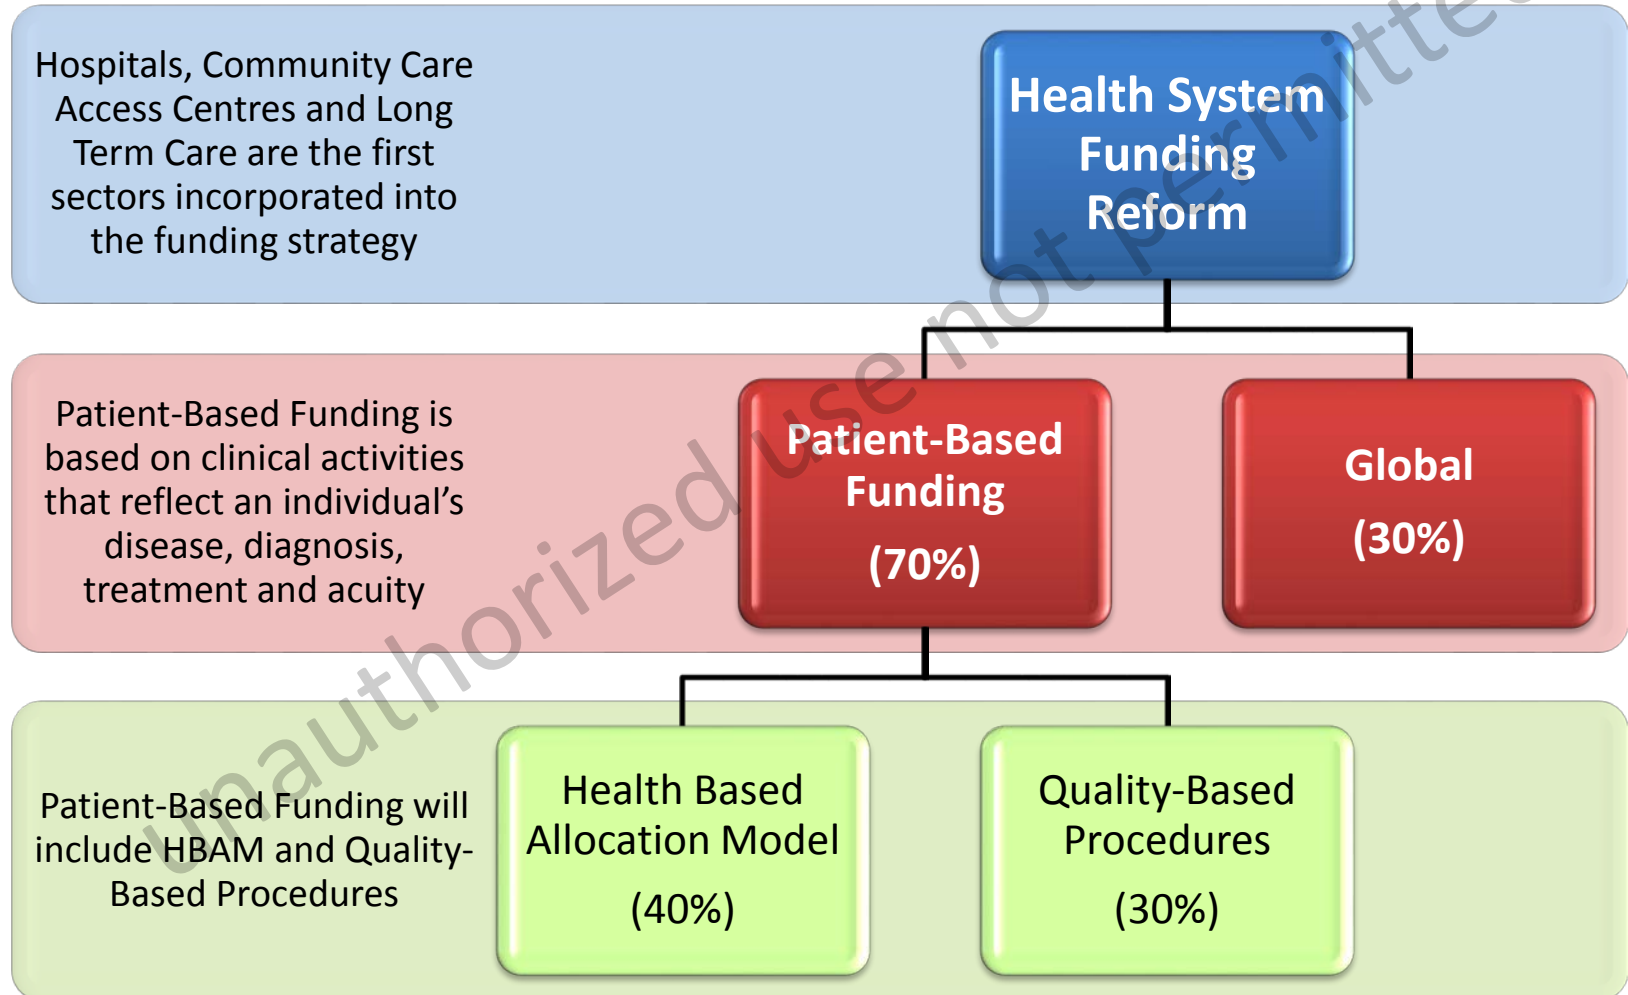 Hospitals, Community Care
Access Centres and Long
Term Care are the first
sectors incorporated into
the funding strategy
Health System
Funding
Reform
Patient-Based Funding is
based on clinical activities
that reflect an individual’s
disease, diagnosis,
treatment and acuity
Patient-Based
Funding
(70%)
Global
(30%)
Patient-Based Funding will
include HBAM and Quality-
Based Procedures
Health Based
Allocation Model
(40%)
Quality-Based
Procedures
(30%)
unauthorized use not permitted